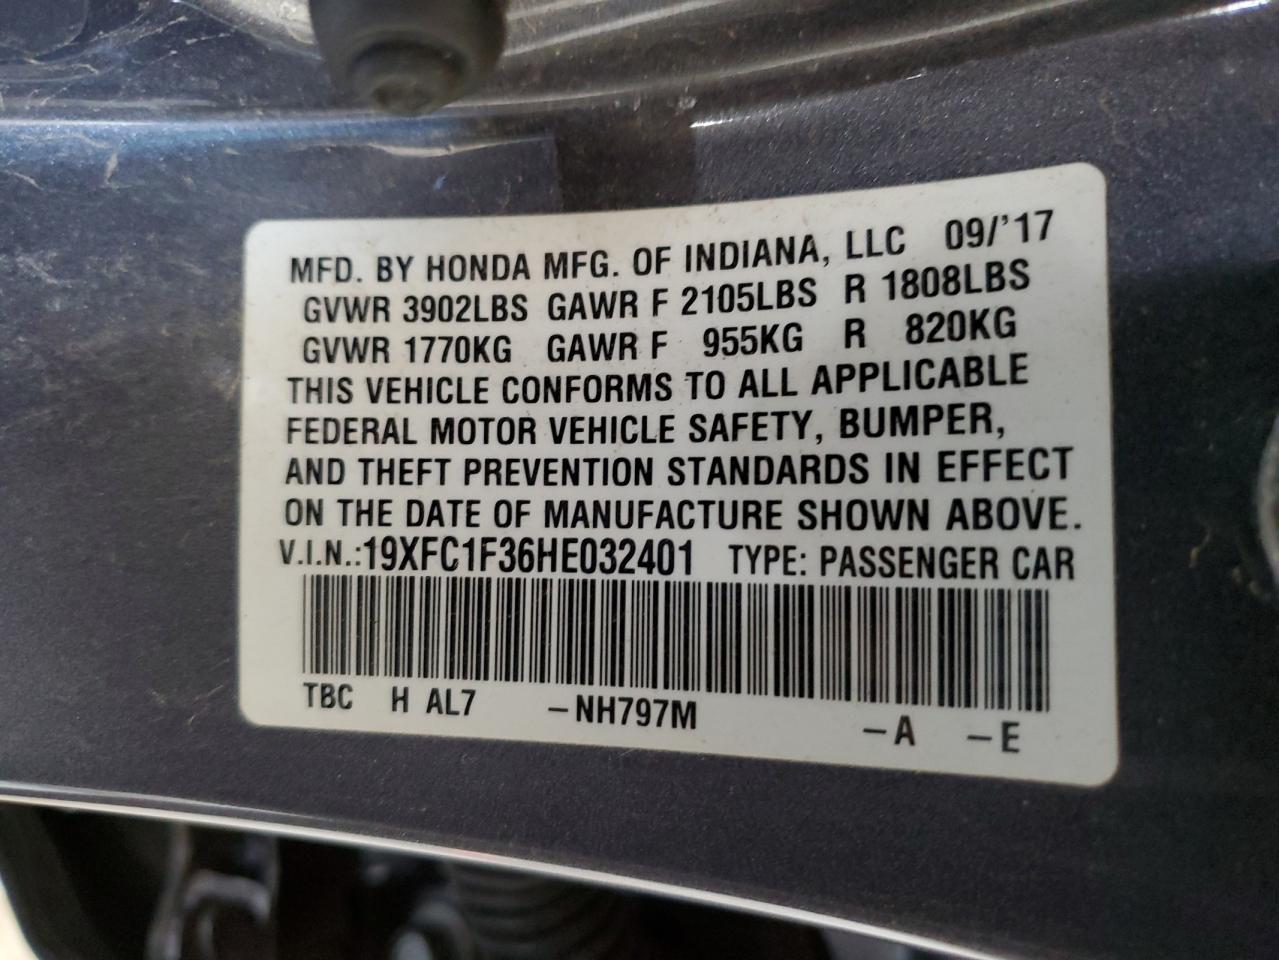 MFD. BY HONDA MFG. OF INDIANA, LLC 09/'17
GVWR 3902LBS GAWR F 2105LBS R 1808LBS
GVWR 1770KG GAWR F 955KG R 820KG
THIS VEHICLE CONFORMS TO ALL APPLICABLE
FEDERAL MOTOR VEHICLE SAFETY, BUMPER,
AND THEFT PREVENTION STANDARDS IN EFFECT
ON THE DATE OF MANUFACTURE SHOWN ABOVE.
V.I.N.:19XFC1F36HE032401 TYPE: PASSENGER CAR
TBC H AL7 –NH797M –A –E